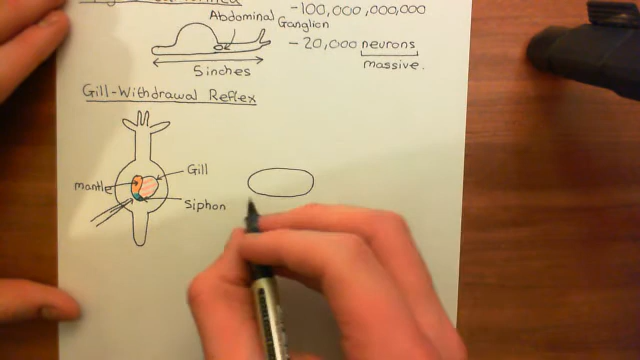 -100,000,000,000
Abdominal Ganglion
-20,000 neurons
massive.
5 inches
Gill-Withdrawal Reflex
Gill
mantle
Siphon